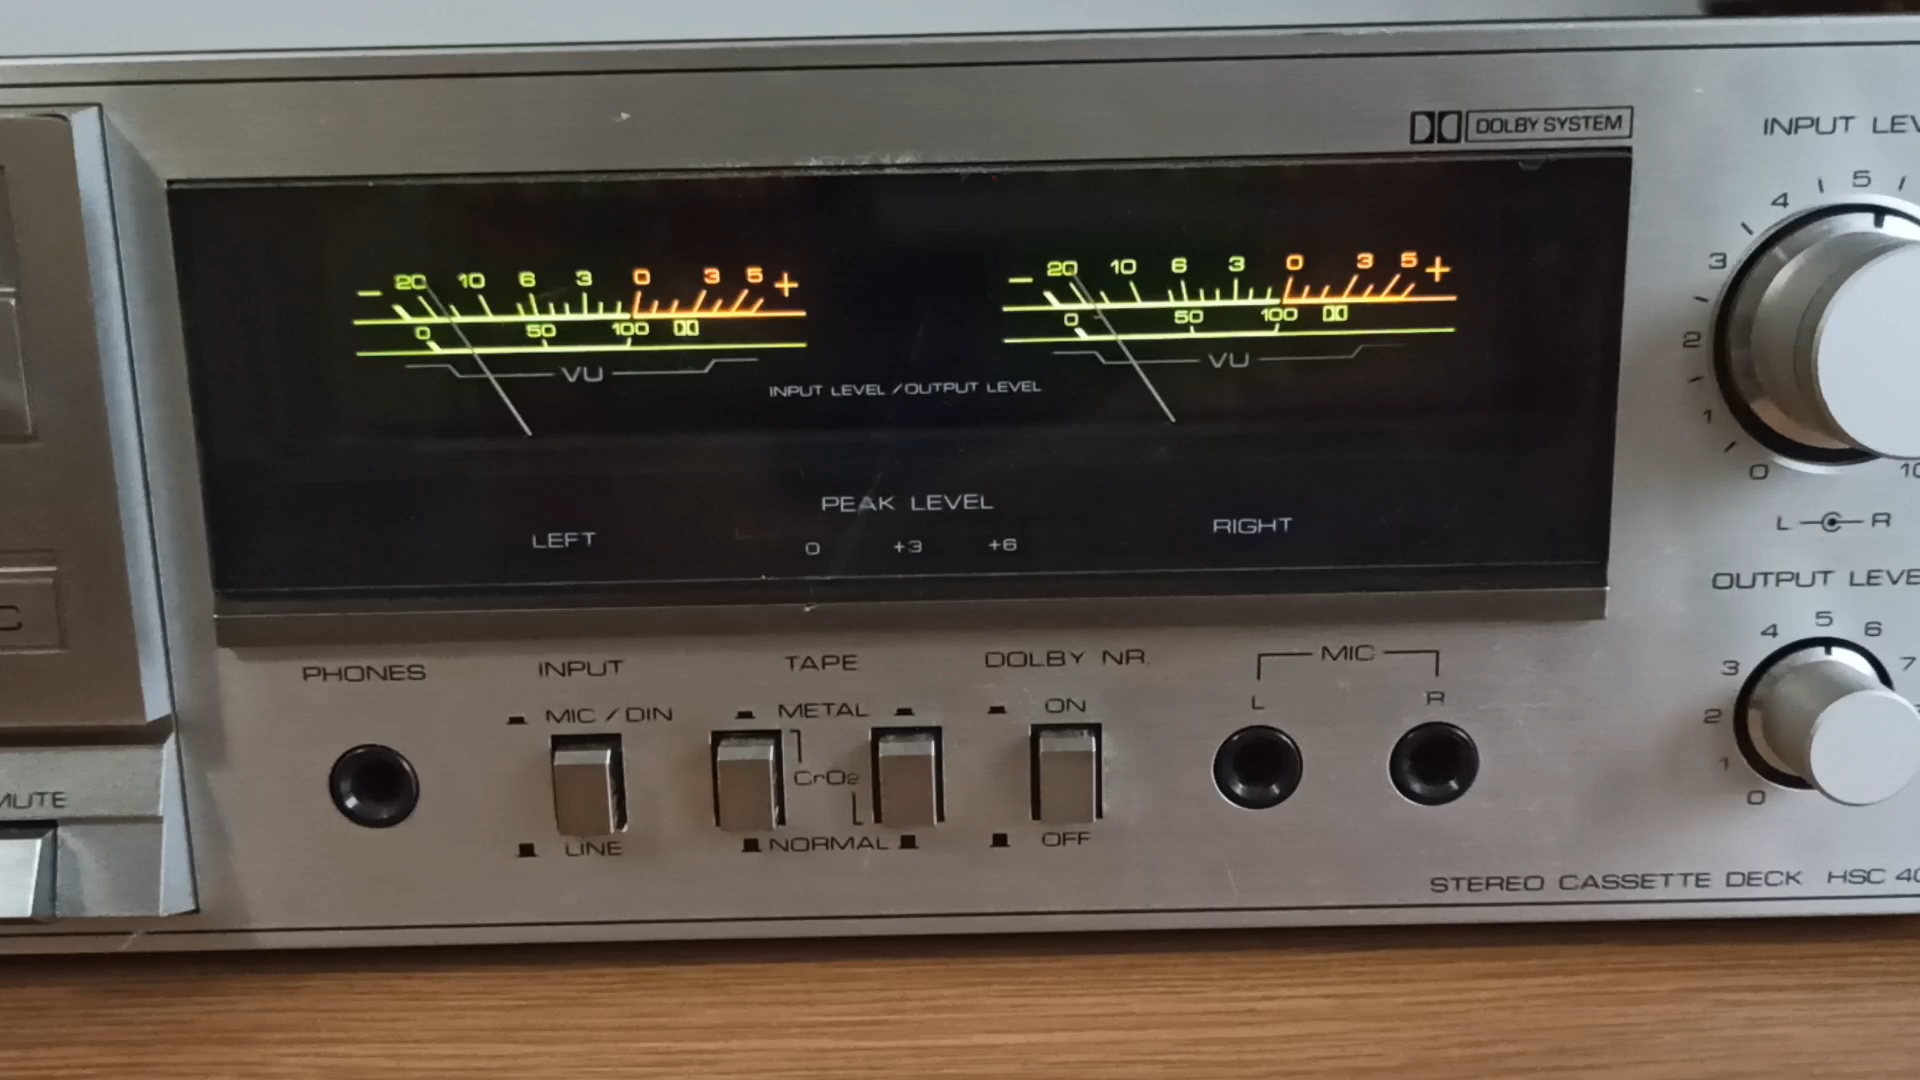 DOLBY SYSTEM
INPUT LEV
4 5
3
2
1
0 10
L R
OUTPUT LEVE
4 5 6
3 7
2
1
0
- 20 10 6 3 0 3 5 +
0 50 100
VU
- 20 10 6 3 0 3 5 +
0 50 100
VU
INPUT LEVEL / OUTPUT LEVEL
PEAK LEVEL
LEFT
0 +3 +6
RIGHT
C
MUTE
PHONES
INPUT
MIC / DIN
LINE
TAPE
METAL
CrO2
NORMAL
DOLBY NR.
ON
OFF
MIC
L R
STEREO CASSETTE DECK HSC 40